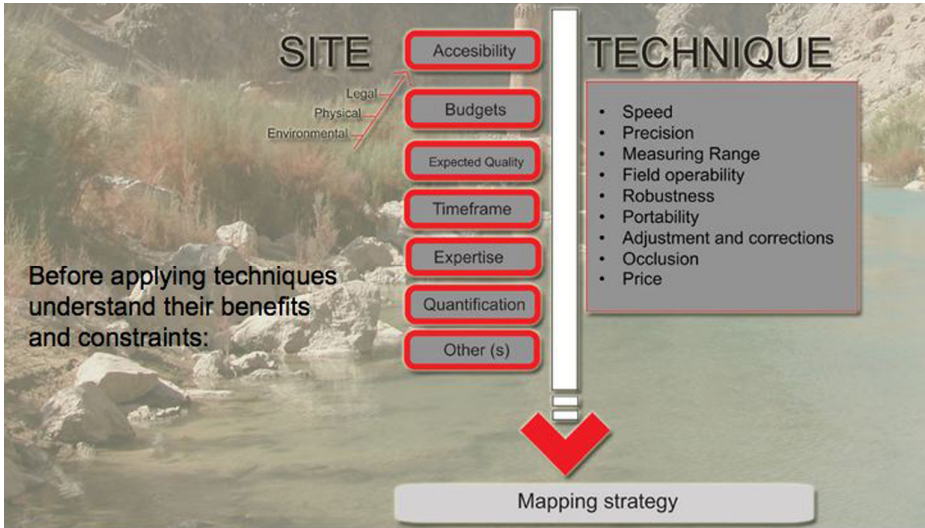 SITE
Accesibility
Legal
Physical
Environmental
Budgets
Expected Quality
Timeframe
Expertise
Quantification
Other (s)
Before applying techniques
understand their benefits
and constraints:
TECHNIQUE
• Speed
• Precision
• Measuring Range
• Field operability
• Robustness
• Portability
• Adjustment and corrections
• Occlusion
• Price
Mapping strategy